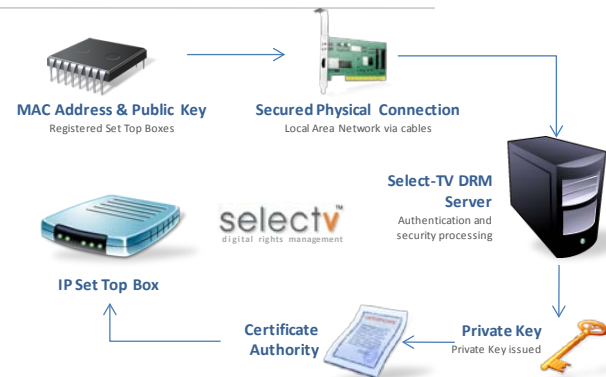 MAC Address & Public Key
Registered Set Top Boxes
Secured Physical Connection
Local Area Network via cables
Select-TV DRM
Server
Authentication and
security processing
selectv™
digital rights management
IP Set Top Box
Certificate
Authority
Private Key
Private Key issued